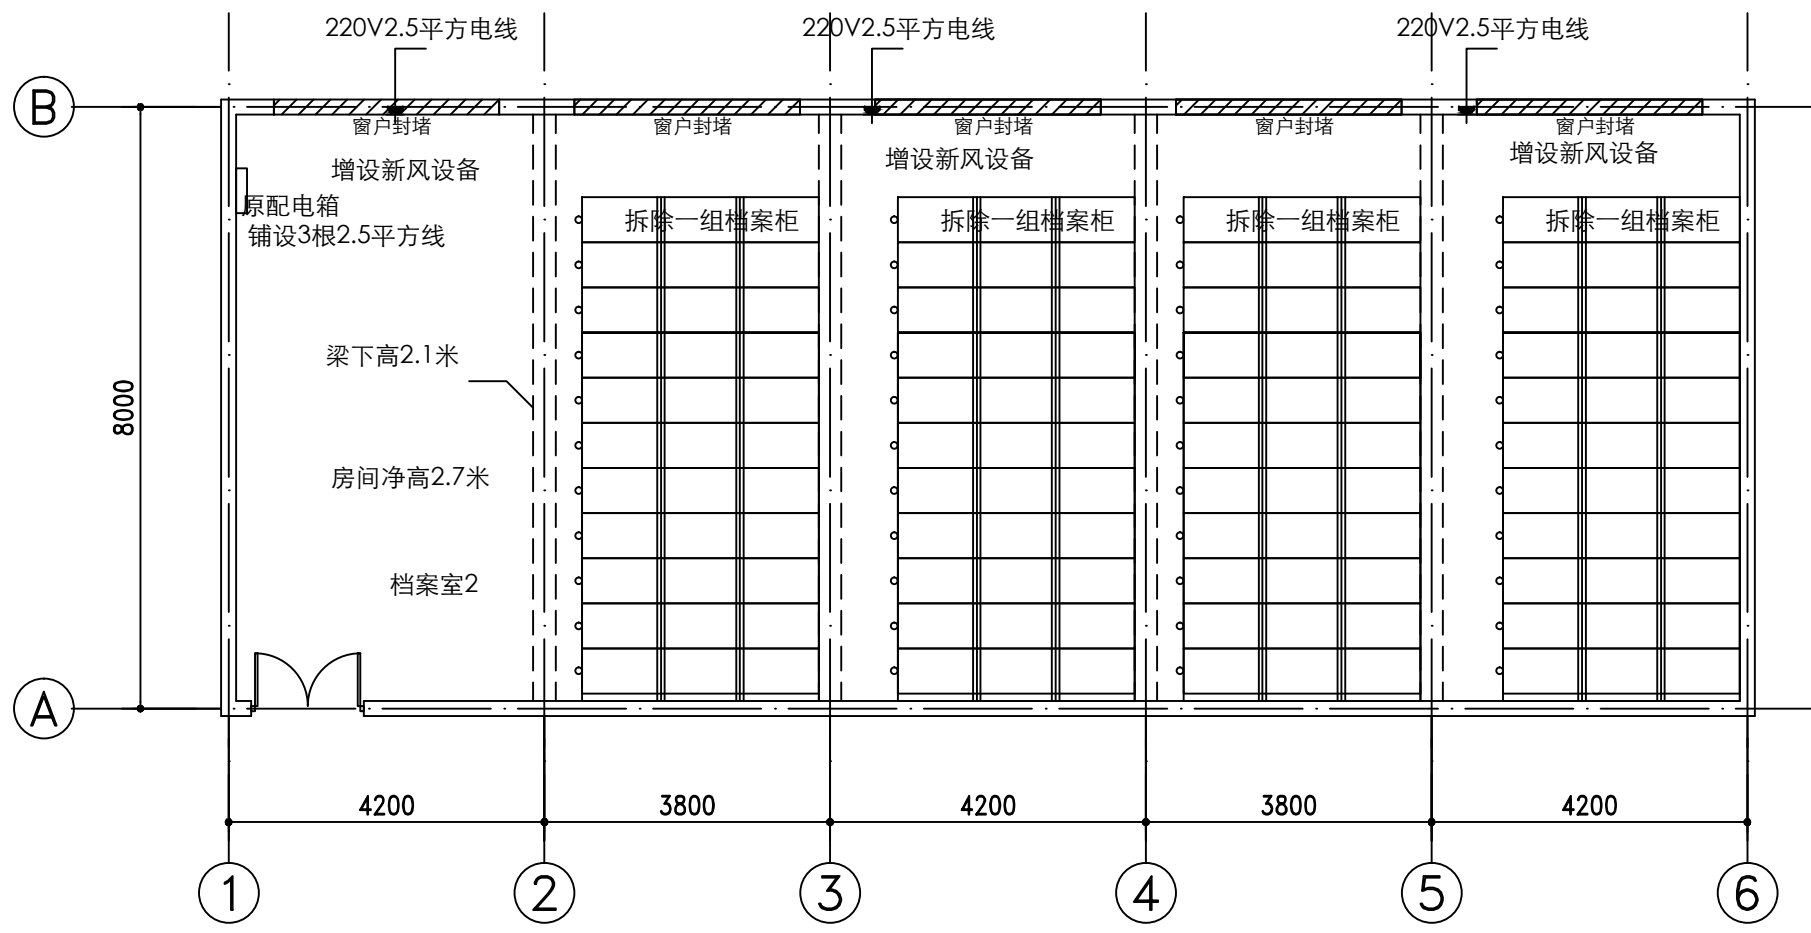 220V2.5平方电线
220V2.5平方电线
220V2.5平方电线
B
窗户封堵
窗户封堵
窗户封堵
窗户封堵
窗户封堵
增设新风设备
增设新风设备
增设新风设备
原配电箱
铺设3根2.5平方线
拆除一组档案柜
拆除一组档案柜
拆除一组档案柜
拆除一组档案柜
梁下高2.1米
8000
房间净高2.7米
档案室2
A
4200
3800
4200
3800
4200
1
2
3
4
5
6